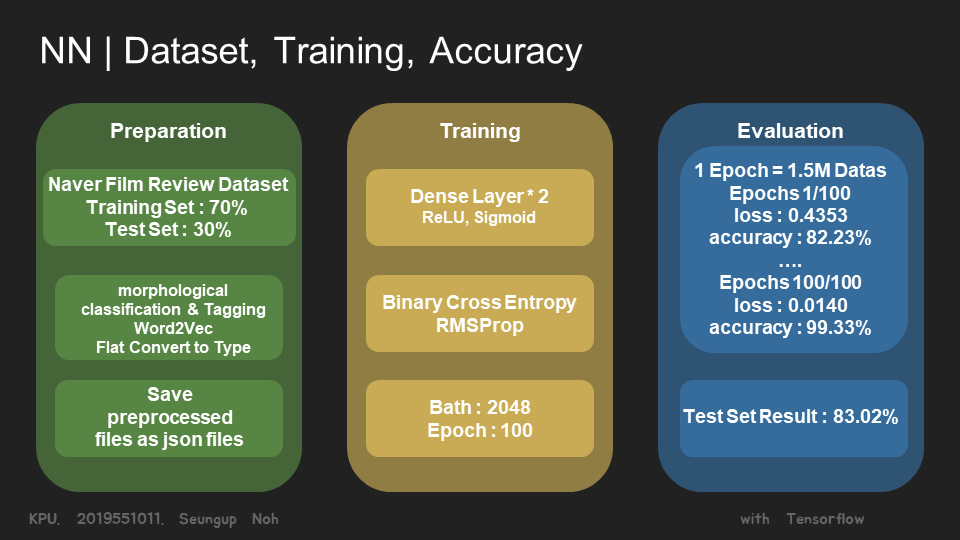 NN | Dataset, Training, Accuracy
Preparation
Naver Film Review Dataset
Training Set : 70%
Test Set : 30%
morphological
classification & Tagging
Word2Vec
Flat Convert to Type
Save
preprocessed
files as json files
Training
Dense Layer * 2
ReLU, Sigmoid
Binary Cross Entropy
RMSProp
Bath : 2048
Epoch : 100
Evaluation
1 Epoch = 1.5M Datas
Epochs 1/100
loss : 0.4353
accuracy : 82.23%
....
Epochs 100/100
loss : 0.0140
accuracy : 99.33%
Test Set Result : 83.02%
KPU. 2019551011. Seungup Noh
with Tensorflow